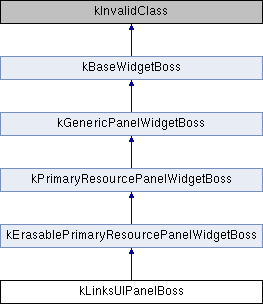 kInvalidClass
kBaseWidgetBoss
kGenericPanelWidgetBoss
kPrimaryResourcePanelWidgetBoss
kErasablePrimaryResourcePanelWidgetBoss
kLinksUIPanelBoss